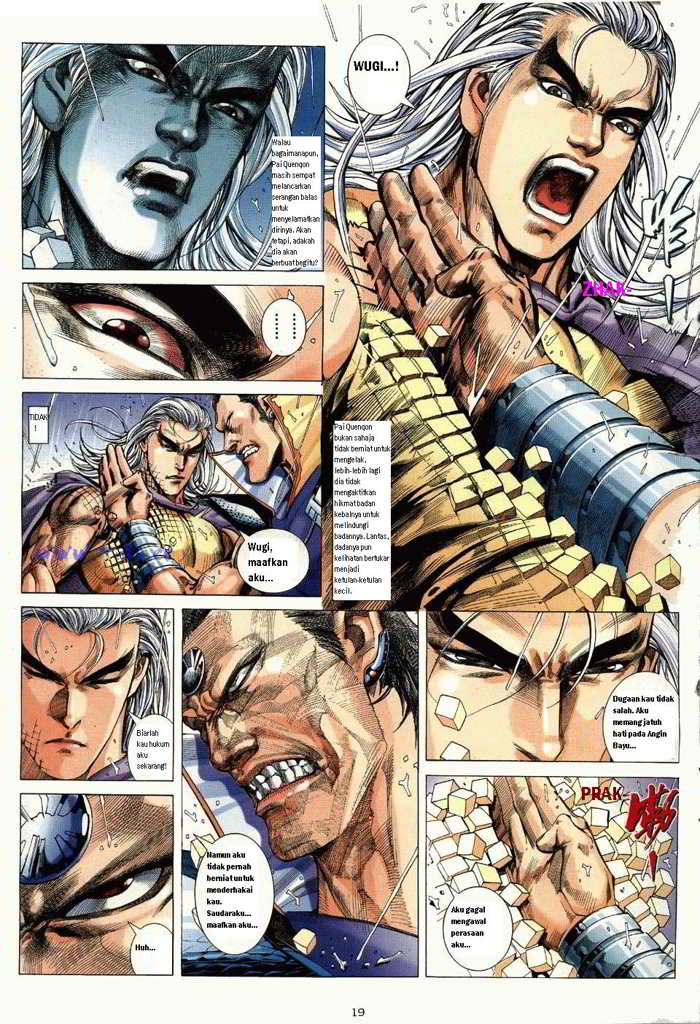 Walau
bagaimanapun,
Pai Quenqon
masih sempat
melancarkan
serangan balas
untuk
menyelamatkan
dirinya. Akan
tetapi, adakah
dia akan
berbuat begitu?
WUGI...!
ZHAK-
TIDAK
!
Wugi,
maafkan
aku...
Pai Quenqon
bukan sahaja
tidak berniat untuk
mengelak,
lebih-lebih lagi
dia tidak
mengaktifkan
hikmat badan
kebalnya untuk
melindungi
badannya. Lantas,
dadanya pun
kelihatan bertukar
menjadi
ketulan-ketulan
kecil.
Biarlah
kau hukum
aku
sekarang!
Dugaan kau tidak
salah. Aku
memang jatuh
hati pada Angin
Bayu...
Huh...
Namun aku
tidak pernah
berniat untuk
menderhakai
kau.
Saudaraku...
maafkan aku...
PRAK-
Aku gagal
mengawal
perasaan
aku...
19